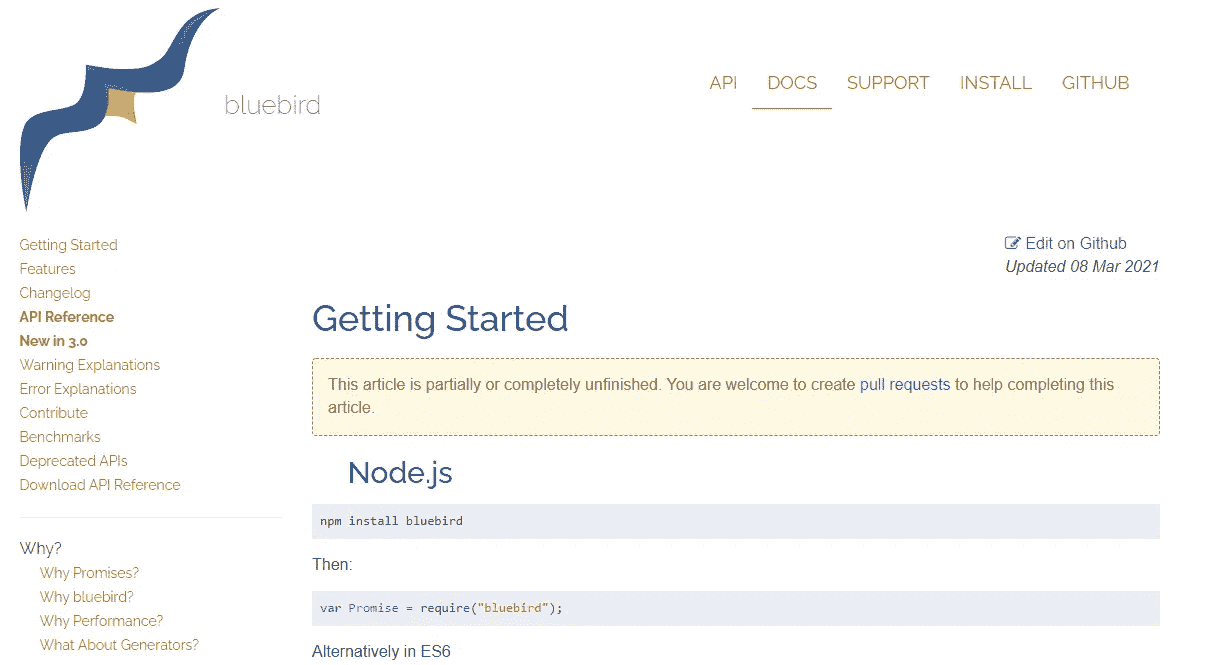 bluebird
API DOCS SUPPORT INSTALL GITHUB
Getting Started
Features
Changelog
API Reference
New in 3.0
Warning Explanations
Error Explanations
Contribute
Benchmarks
Deprecated APIs
Download API Reference
Why?
Why Promises?
Why bluebird?
Why Performance?
What About Generators?
Edit on Github
Updated 08 Mar 2021
Getting Started
This article is partially or completely unfinished. You are welcome to create pull requests to help completing this
article.
Node.js
npm install bluebird
Then:
var Promise = require("bluebird");
Alternatively in ES6